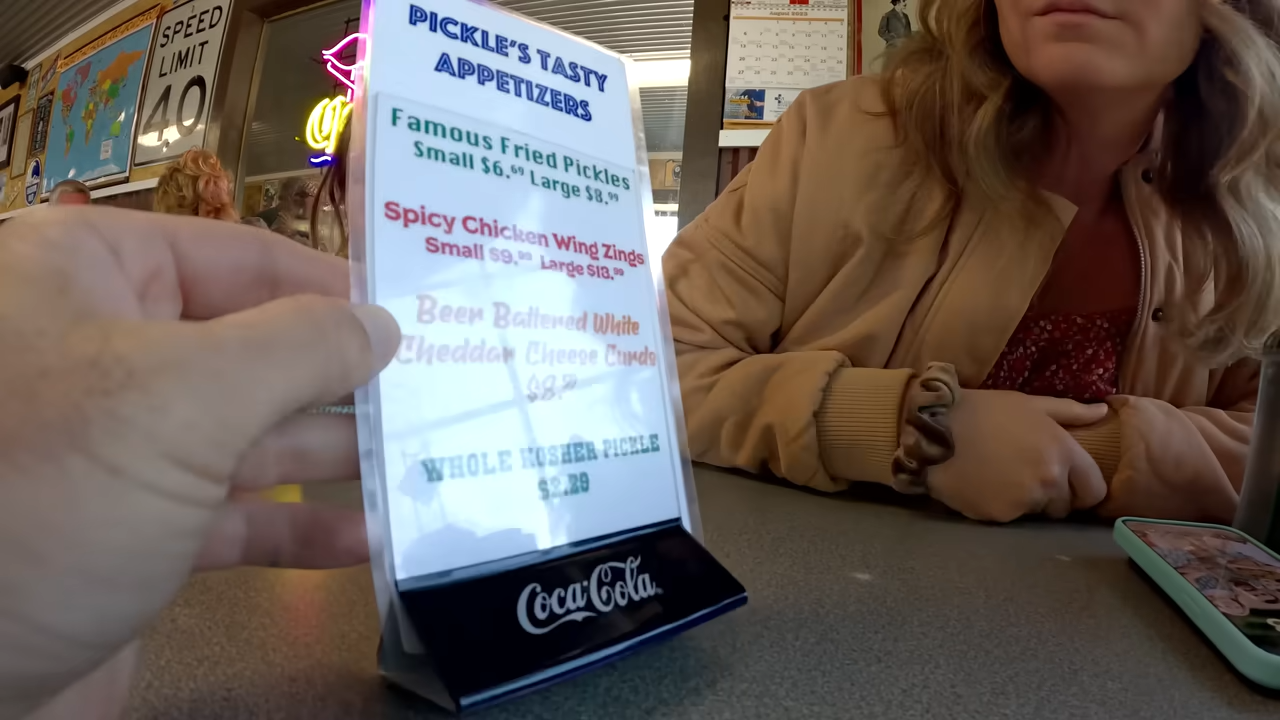 SPEED
LIMIT
40
August 2023
PICKLE'S TASTY
APPETIZERS
Famous Fried Pickles
Small $6.69 Large $8.99
Spicy Chicken Wing Zings
Small $9.99 Large $13.99
Beer Battered White
Cheddar Cheese Curds
WHOLE KOSHER PICKLE
$2.29
Coca-Cola